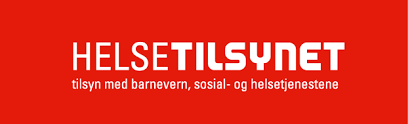 HELSETILSYNET
tilsyn med barnevern, sosial- og helsetjenestene